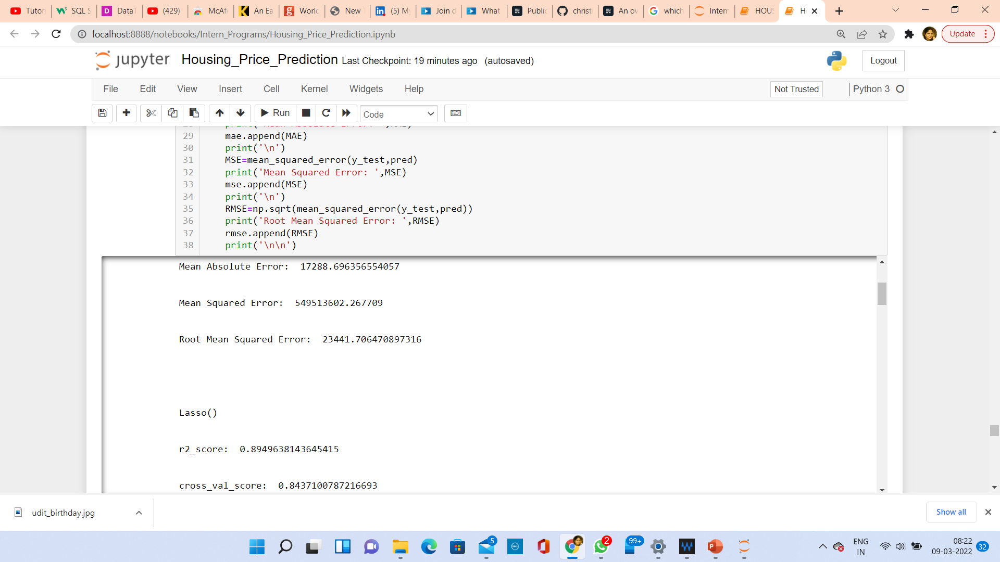 Tutori
SQL S
DataT
(429)
McAf
An Ea
Worlc
New
(5) My
Join c
What
Public
christ
An ov
which
Intern
HOUS
H
localhost:8888/notebooks/Intern_Programs/Housing_Price_Prediction.ipynb
Update
jupyter Housing_Price_Prediction Last Checkpoint: 19 minutes ago (autosaved)
Logout
File Edit View Insert Cell Kernel Widgets Help
Not Trusted
Python 3
Run
Code
29 mae.append(MAE)
30 print('\n')
31 MSE=mean_squared_error(y_test,pred)
32 print('Mean Squared Error: ',MSE)
33 mse.append(MSE)
34 print('\n')
35 RMSE=np.sqrt(mean_squared_error(y_test,pred))
36 print('Root Mean Squared Error: ',RMSE)
37 rmse.append(RMSE)
38 print('\n\n')
Mean Absolute Error:  17288.696356554057
Mean Squared Error:  549513602.267709
Root Mean Squared Error:  23441.706470897316
Lasso()
r2_score:  0.8949638143645415
cross_val_score:  0.8437100787216693
udit_birthday.jpg
Show all
5
DELL
2
99+
ENG
IN
08:22
09-03-2022
32